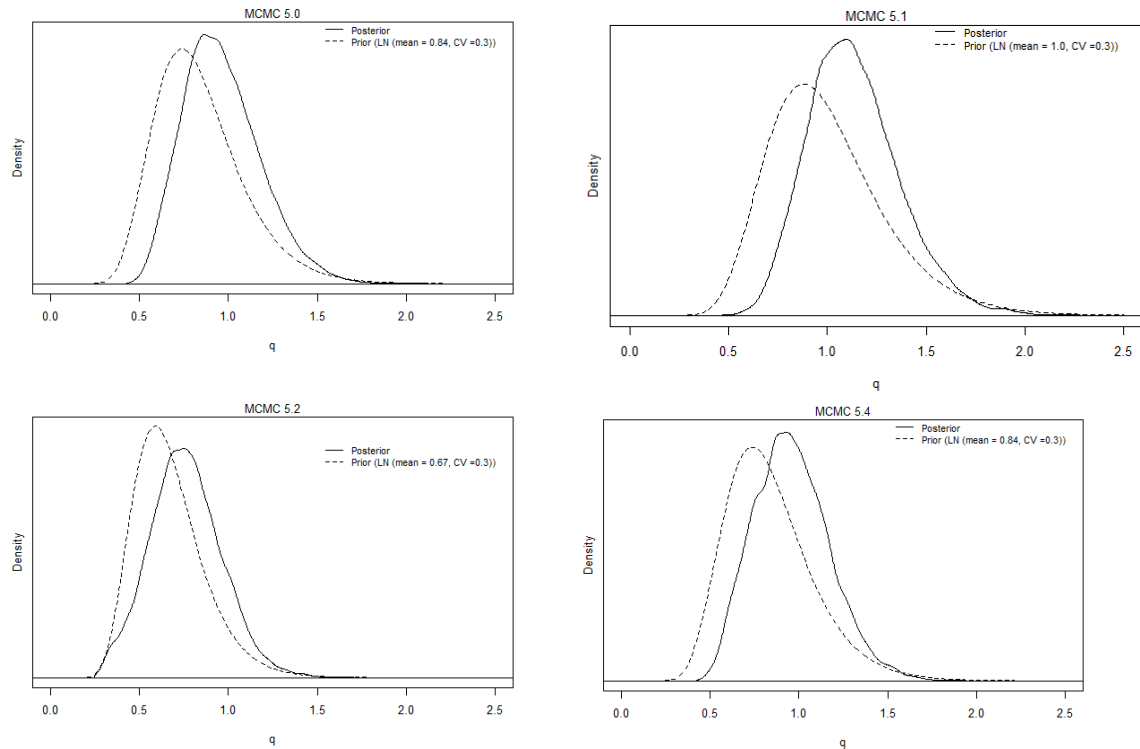 MCMC 5.0
Posterior
Prior (LN (mean = 0.84, CV =0.3))
Density
0.0 0.5 1.0 1.5 2.0 2.5
q
MCMC 5.1
Posterior
Prior (LN (mean = 1.0, CV =0.3))
Density
0.0 0.5 1.0 1.5 2.0 2.5
q
MCMC 5.2
Posterior
Prior (LN (mean = 0.67, CV =0.3))
Density
0.0 0.5 1.0 1.5 2.0 2.5
q
MCMC 5.4
Posterior
Prior (LN (mean = 0.84, CV =0.3))
Density
0.0 0.5 1.0 1.5 2.0 2.5
q